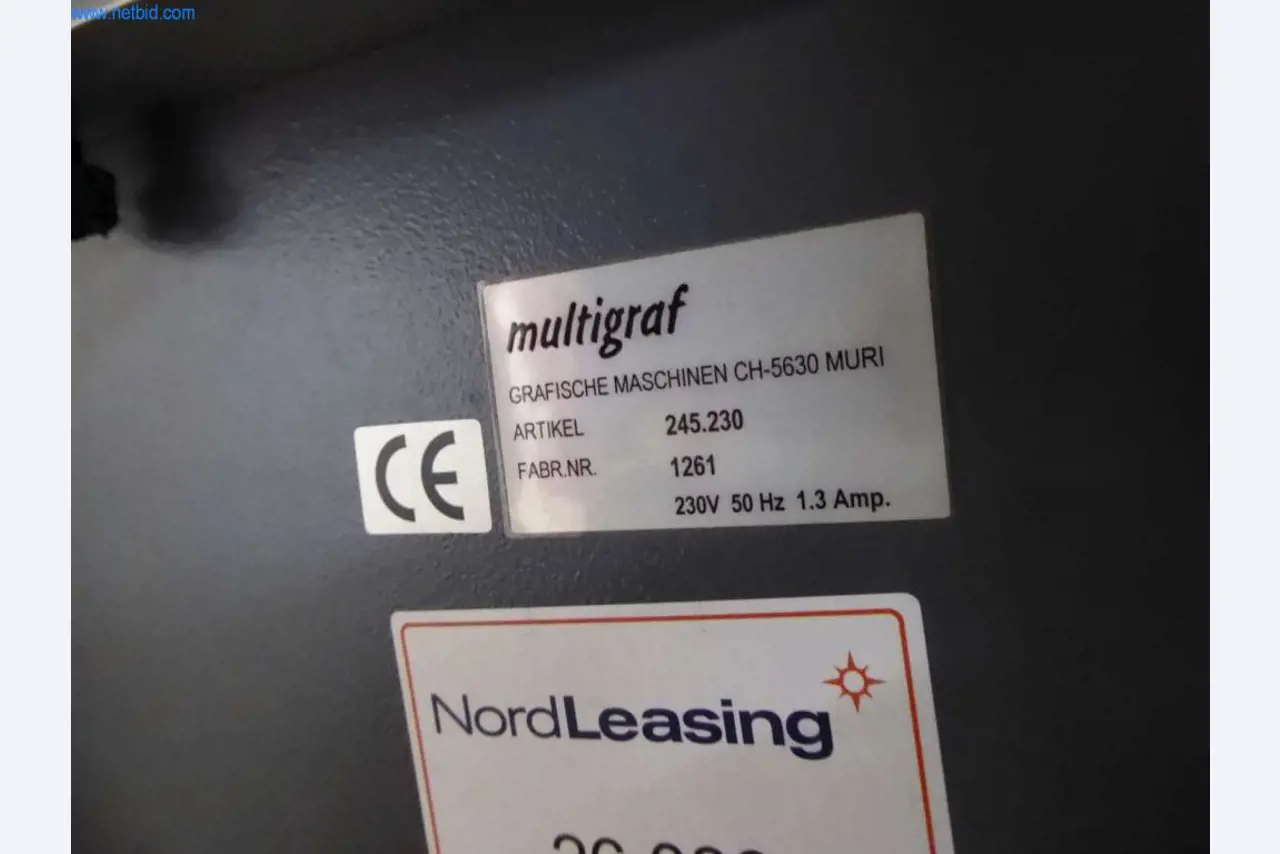 www.netbid.com
multigraf
GRAFISCHE MASCHINEN CH-5630 MURI
ARTIKEL 245.230
FABR.NR. 1261
230V 50 Hz 1.3 Amp.
CE
NordLeasing